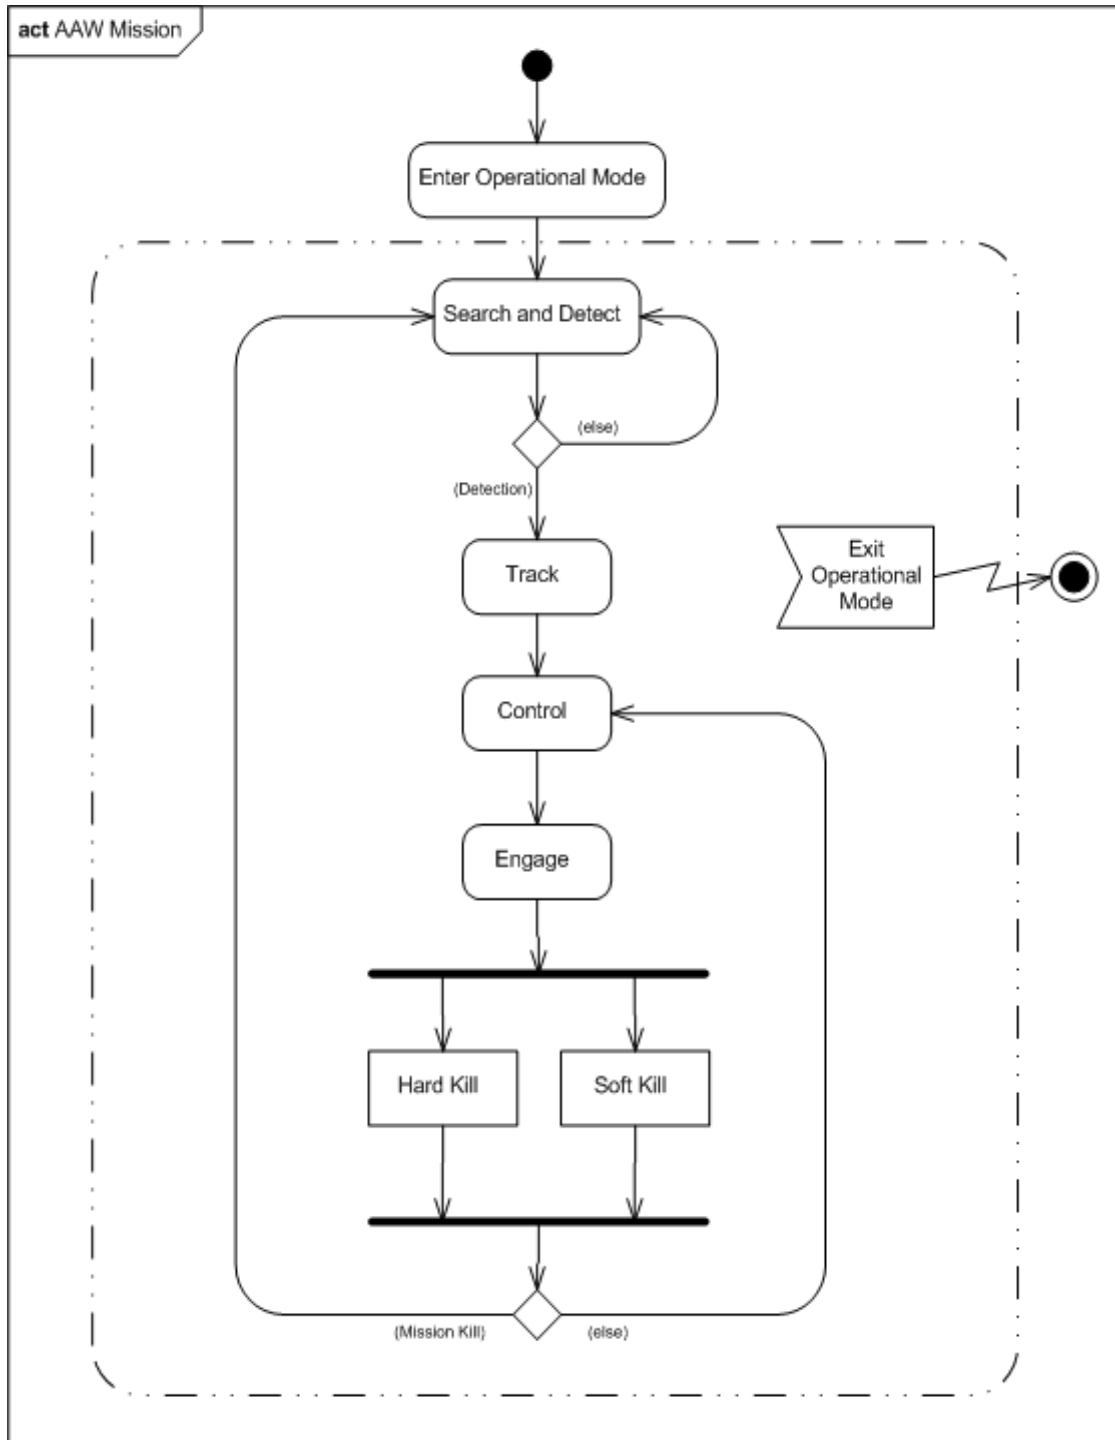 act AAW Mission
Enter Operational Mode
Search and Detect
(else)
(Detection)
Track
Exit
Operational
Mode
Control
Engage
Hard Kill
Soft Kill
(Mission Kill)
(else)